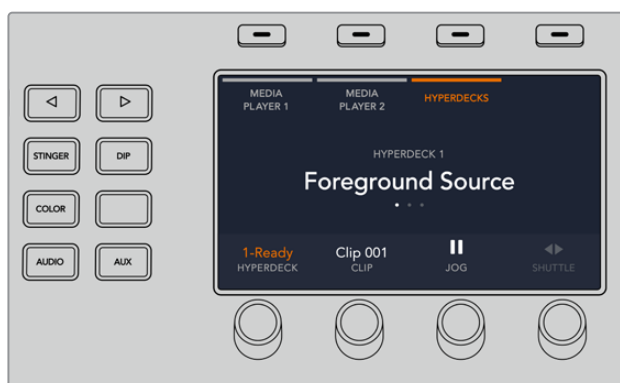 MEDIA
PLAYER 1
MEDIA
PLAYER 2
HYPERDECKS
STINGER
DIP
HYPERDECK 1
Foreground Source
COLOR
1-Ready
HYPERDECK
Clip 001
CLIP
JOG
SHUTTLE
AUDIO
AUX